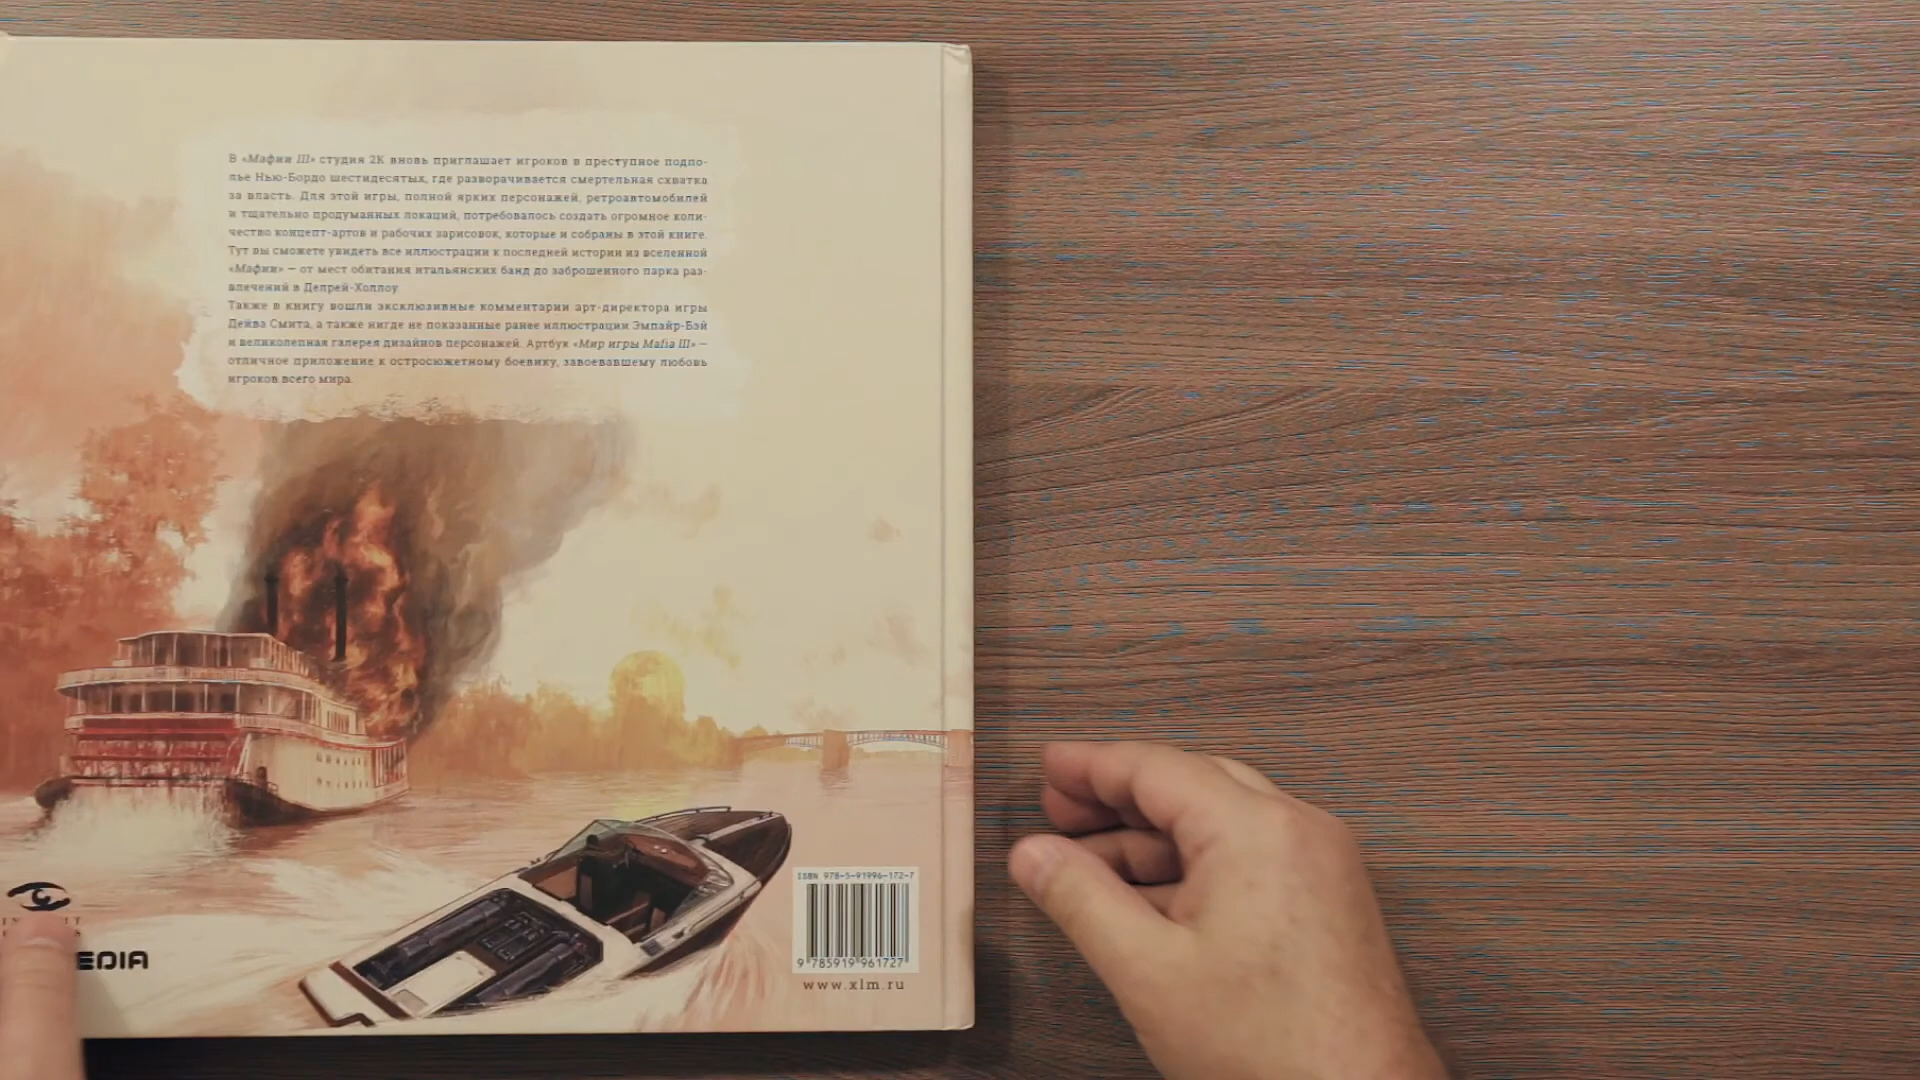 В «Мафии III» студия 2K вновь приглашает игроков в преступное подпо-
лье Нью-Бордо шестидесятых, где разворачивается смертельная схватка
за власть. Для этой игры, полной ярких персонажей, ретроавтомобилей
и тщательно продуманных локаций, потребовалось создать огромное коли-
чество концепт-артов и рабочих зарисовок, которые и собраны в этой книге.
Тут вы сможете увидеть все иллюстрации к последней истории из вселенной
«Мафии» — от мест обитания итальянских банд до заброшенного парка раз-
влечений в Депрей-Холлоу.
Также в книгу вошли эксклюзивные комментарии арт-директора игры
Дейва Смита, а также нигде не показанные ранее иллюстрации Эмпайр-Бэй
и великолепная галерея дизайнов персонажей. Артбук «Мир игры Mafia III» —
отличное приложение к остросюжетному боевику, завоевавшему любовь
игроков всего мира.
ISBN 978-5-91996-172-7
9 785919 961727
www.xlm.ru
EDIA